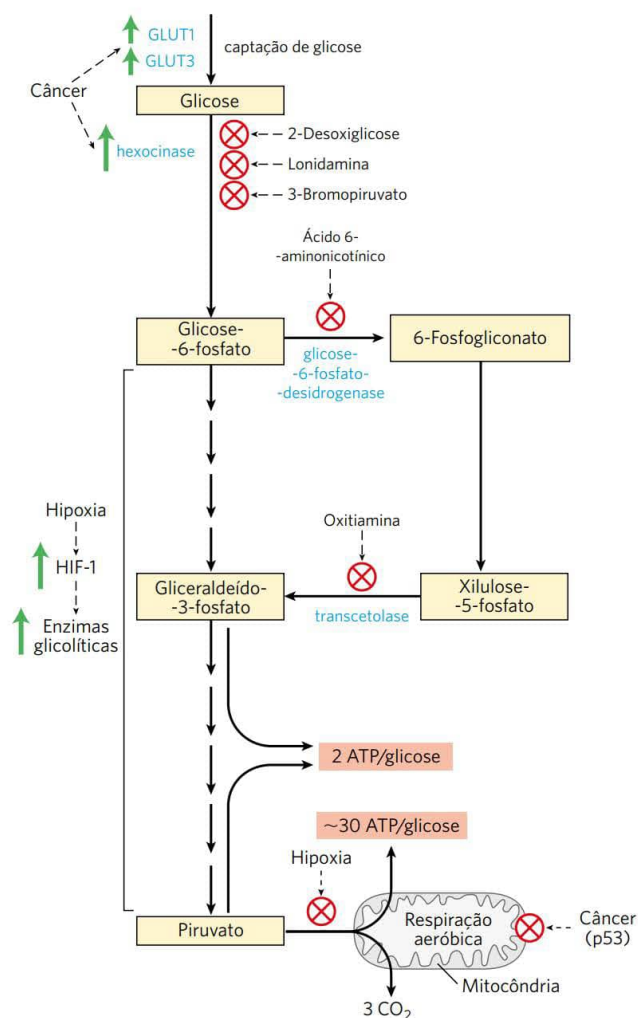 GLUT1
GLUT3
captação de glicose
Câncer
Glicose
hexocinase
2-Desoxiglicose
Lonidamina
3-Bromopiruvato
Ácido 6-
-aminonicotínico
Glicose-
-6-fosfato
6-Fosfogliconato
glicose-
-6-fosfato-
-desidrogenase
Hipoxia
HIF-1
Enzimas
glicolíticas
Oxitiamina
Gliceraldeído-
-3-fosfato
transcetolase
Xilulose-
-5-fosfato
2 ATP/glicose
~30 ATP/glicose
Hipoxia
Piruvato
Respiração
aeróbica
Câncer
(p53)
Mitocôndria
3 CO₂